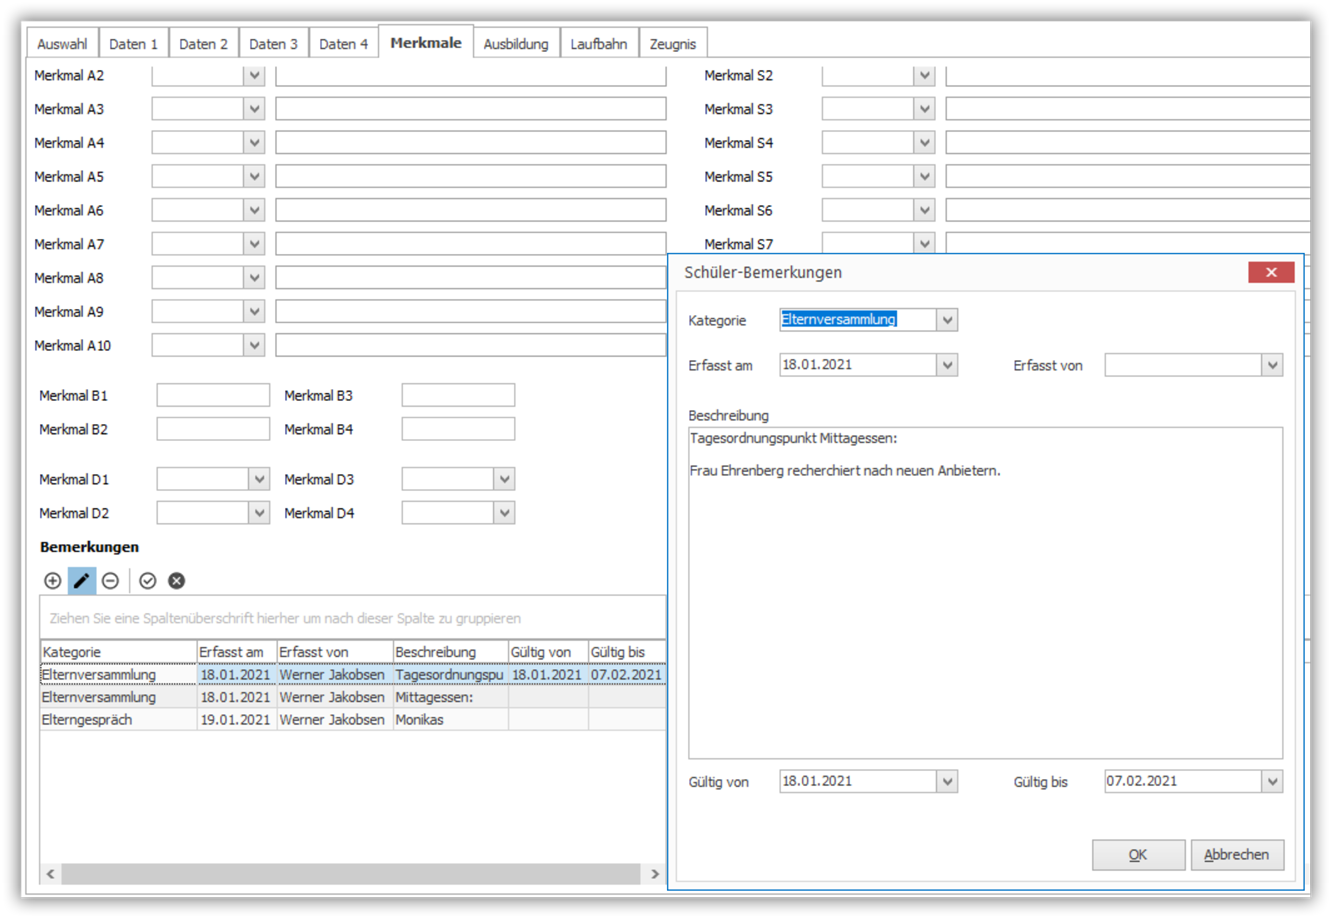 Auswahl Daten 1 Daten 2 Daten 3 Daten 4 Merkmale Ausbildung Laufbahn Zeugnis
Merkmal A2 Merkmal S2
Merkmal A3 Merkmal S3
Merkmal A4 Merkmal S4
Merkmal A5 Merkmal S5
Merkmal A6 Merkmal S6
Merkmal A7 Merkmal S7
Merkmal A8
Merkmal A9
Merkmal A10
Merkmal B1 Merkmal B3
Merkmal B2 Merkmal B4
Merkmal D1 Merkmal D3
Merkmal D2 Merkmal D4
Bemerkungen
Ziehen Sie eine Spaltenüberschrift hierher um nach dieser Spalte zu gruppieren
Kategorie Erfasst am Erfasst von Beschreibung Gültig von Gültig bis
Elternversammlung 18.01.2021 Werner Jakobsen Tagesordnungspu 18.01.2021 07.02.2021
Elternversammlung 18.01.2021 Werner Jakobsen Mittagessen:
Elterngespräch 19.01.2021 Werner Jakobsen Monikas
Schüler-Bemerkungen
Kategorie Elternversammlung
Erfasst am 18.01.2021 Erfasst von
Beschreibung
Tagesordnungspunkt Mittagessen:
Frau Ehrenberg recherchiert nach neuen Anbietern.
Gültig von 18.01.2021 Gültig bis 07.02.2021
OK Abbrechen